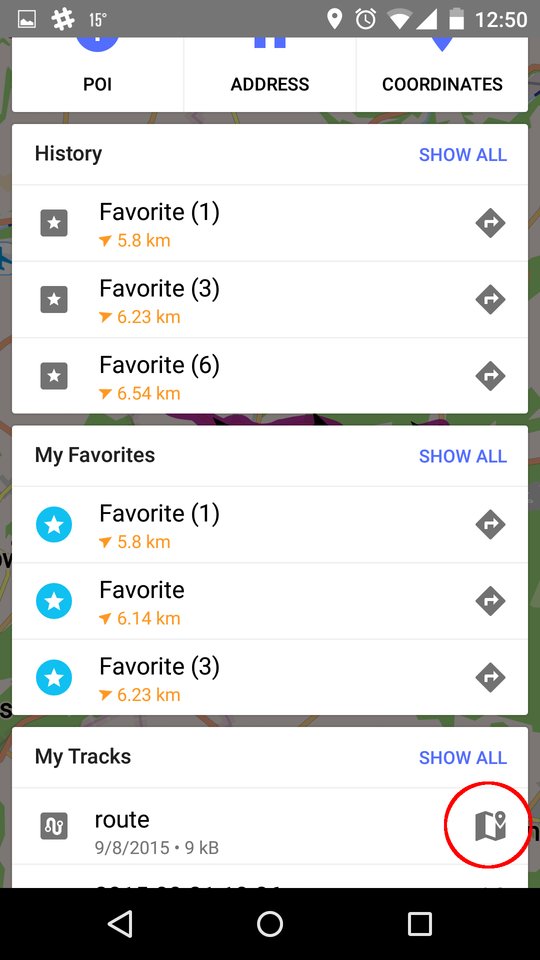 15°
12:50
POI
ADDRESS
COORDINATES
History
SHOW ALL
Favorite (1)
5.8 km
Favorite (3)
6.23 km
Favorite (6)
6.54 km
My Favorites
SHOW ALL
Favorite (1)
5.8 km
Favorite
6.14 km
Favorite (3)
6.23 km
My Tracks
SHOW ALL
route
9/8/2015 • 9 kB